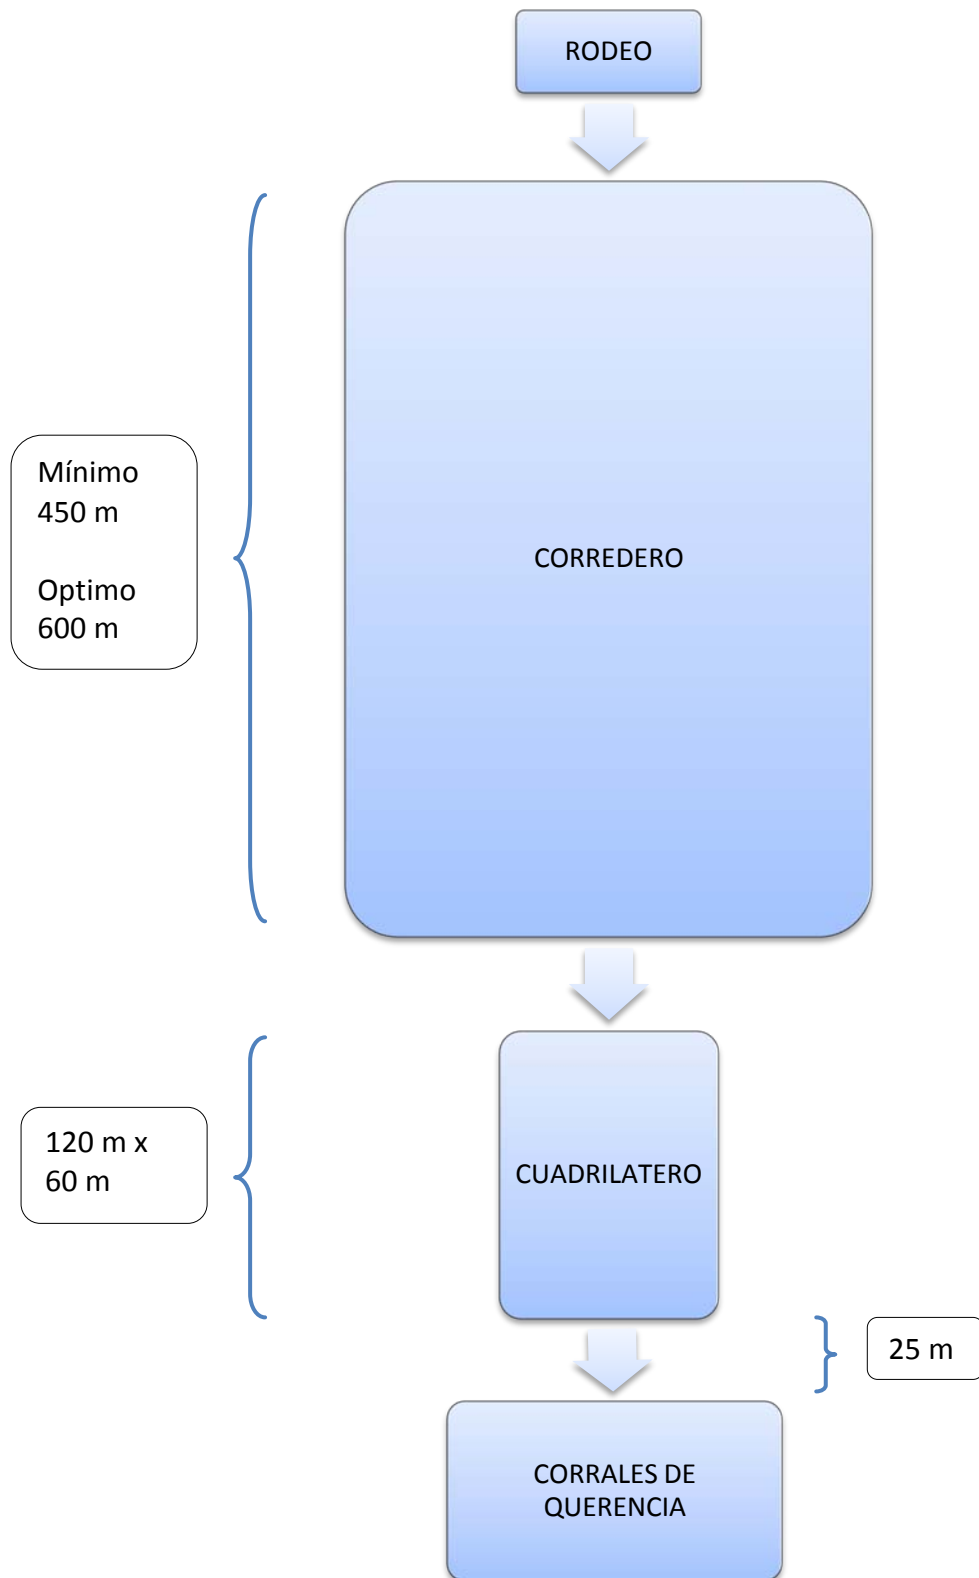 RODEO
Mínimo
450 m
Optimo
600 m
CORREDERO
120 m x
60 m
CUADRILATERO
25 m
CORRALES DE
QUERENCIA